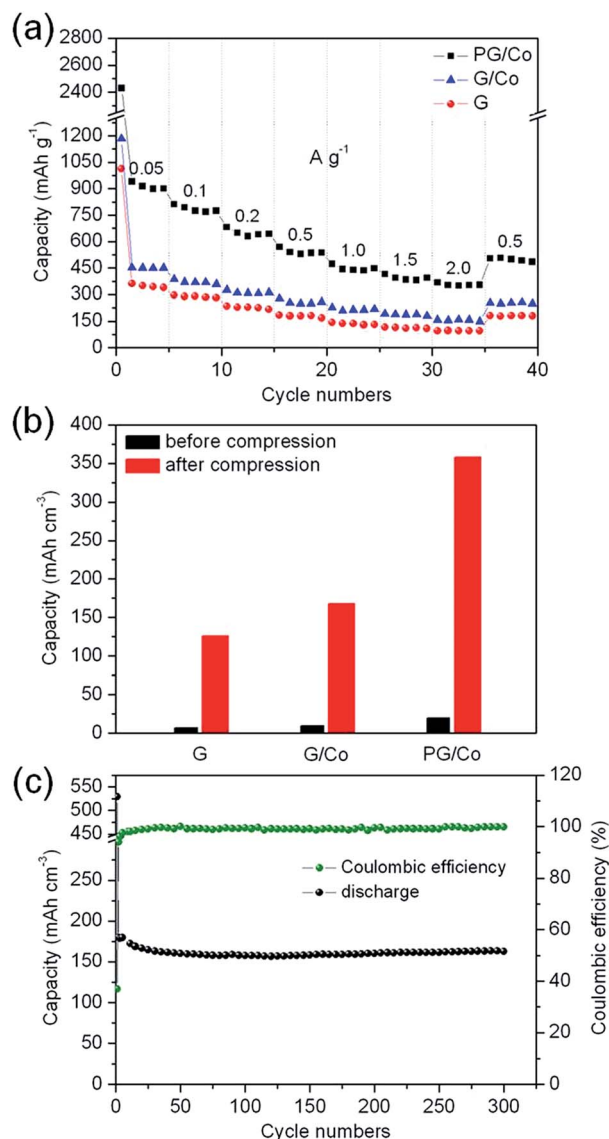 (a)
2800
2600
2400
1200
1050
900
750
600
450
300
150
0
Capacity (mAh g-1)
PG/Co
G/Co
G
A g-1
0.05
0.1
0.2
0.5
1.0
1.5
2.0
0.5
0 10 20 30 40
Cycle numbers
(b)
400
350
300
250
200
150
100
50
0
Capacity (mAh cm-3)
before compression
after compression
G G/Co PG/Co
(c)
550
500
450
250
200
150
100
50
0
Capacity (mAh cm-3)
Coulombic efficiency
discharge
120
100
80
60
40
20
0
Coulombic efficiency (%)
0 50 100 150 200 250 300
Cycle numbers